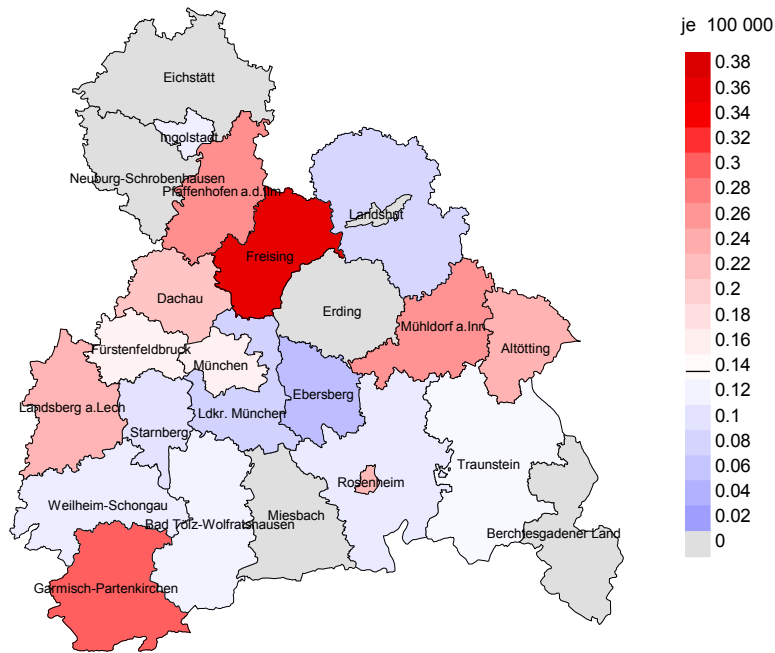 je 100 000
0.38
0.36
0.34
0.32
0.3
0.28
0.26
0.24
0.22
0.2
0.18
0.16
0.14
0.12
0.1
0.08
0.06
0.04
0.02
0
Eichstätt
Ingolstadt
Neuburg-Schrobenhausen
Pfaffenhofen a.d.Ilm
Landshut
Freising
Dachau
Erding
Mühldorf a.Inn
Altötting
Fürstenfeldbruck
München
Landsberg a.Lech
Ldkr. München
Ebersberg
Starnberg
Traunstein
Rosenheim
Weilheim-Schongau
Bad Tölz-Wolfratshausen
Miesbach
Berchtesgadener Land
Garmisch-Partenkirchen